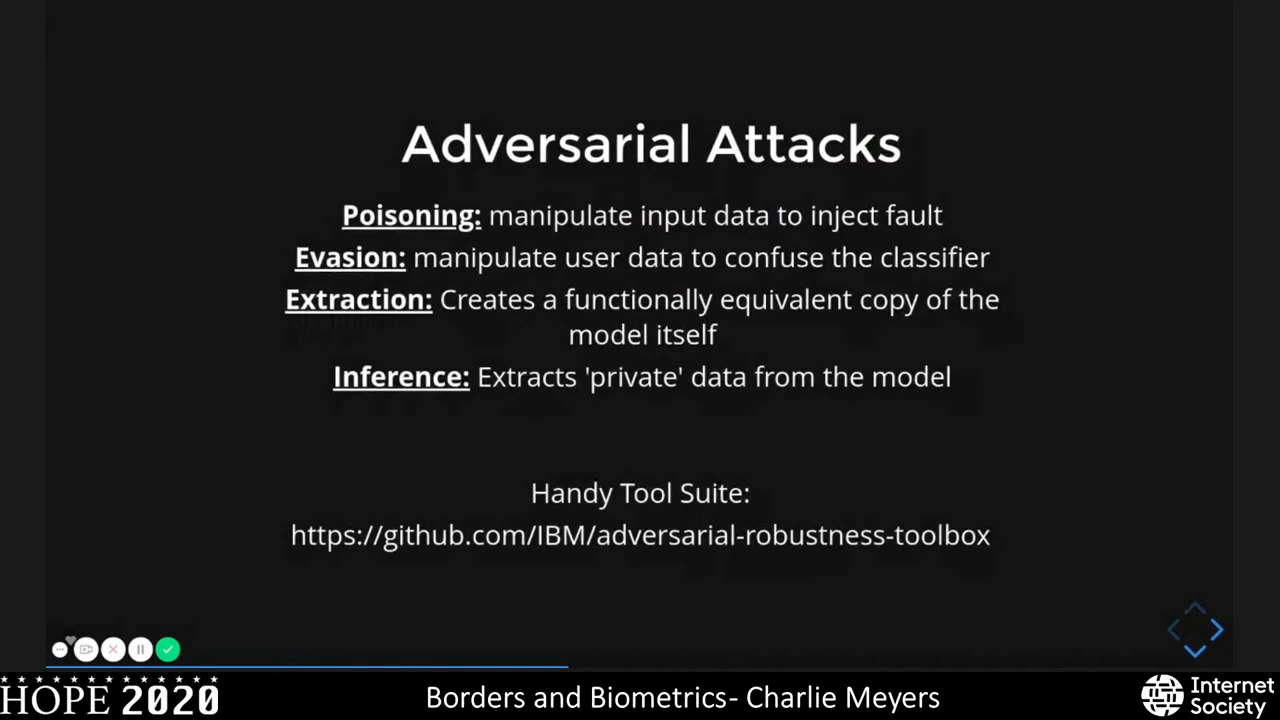 Adversarial Attacks
Poisoning: manipulate input data to inject fault
Evasion: manipulate user data to confuse the classifier
Extraction: Creates a functionally equivalent copy of the
model itself
Inference: Extracts 'private' data from the model
Handy Tool Suite:
https://github.com/IBM/adversarial-robustness-toolbox
HOPE 2020
Borders and Biometrics- Charlie Meyers
Internet
Society